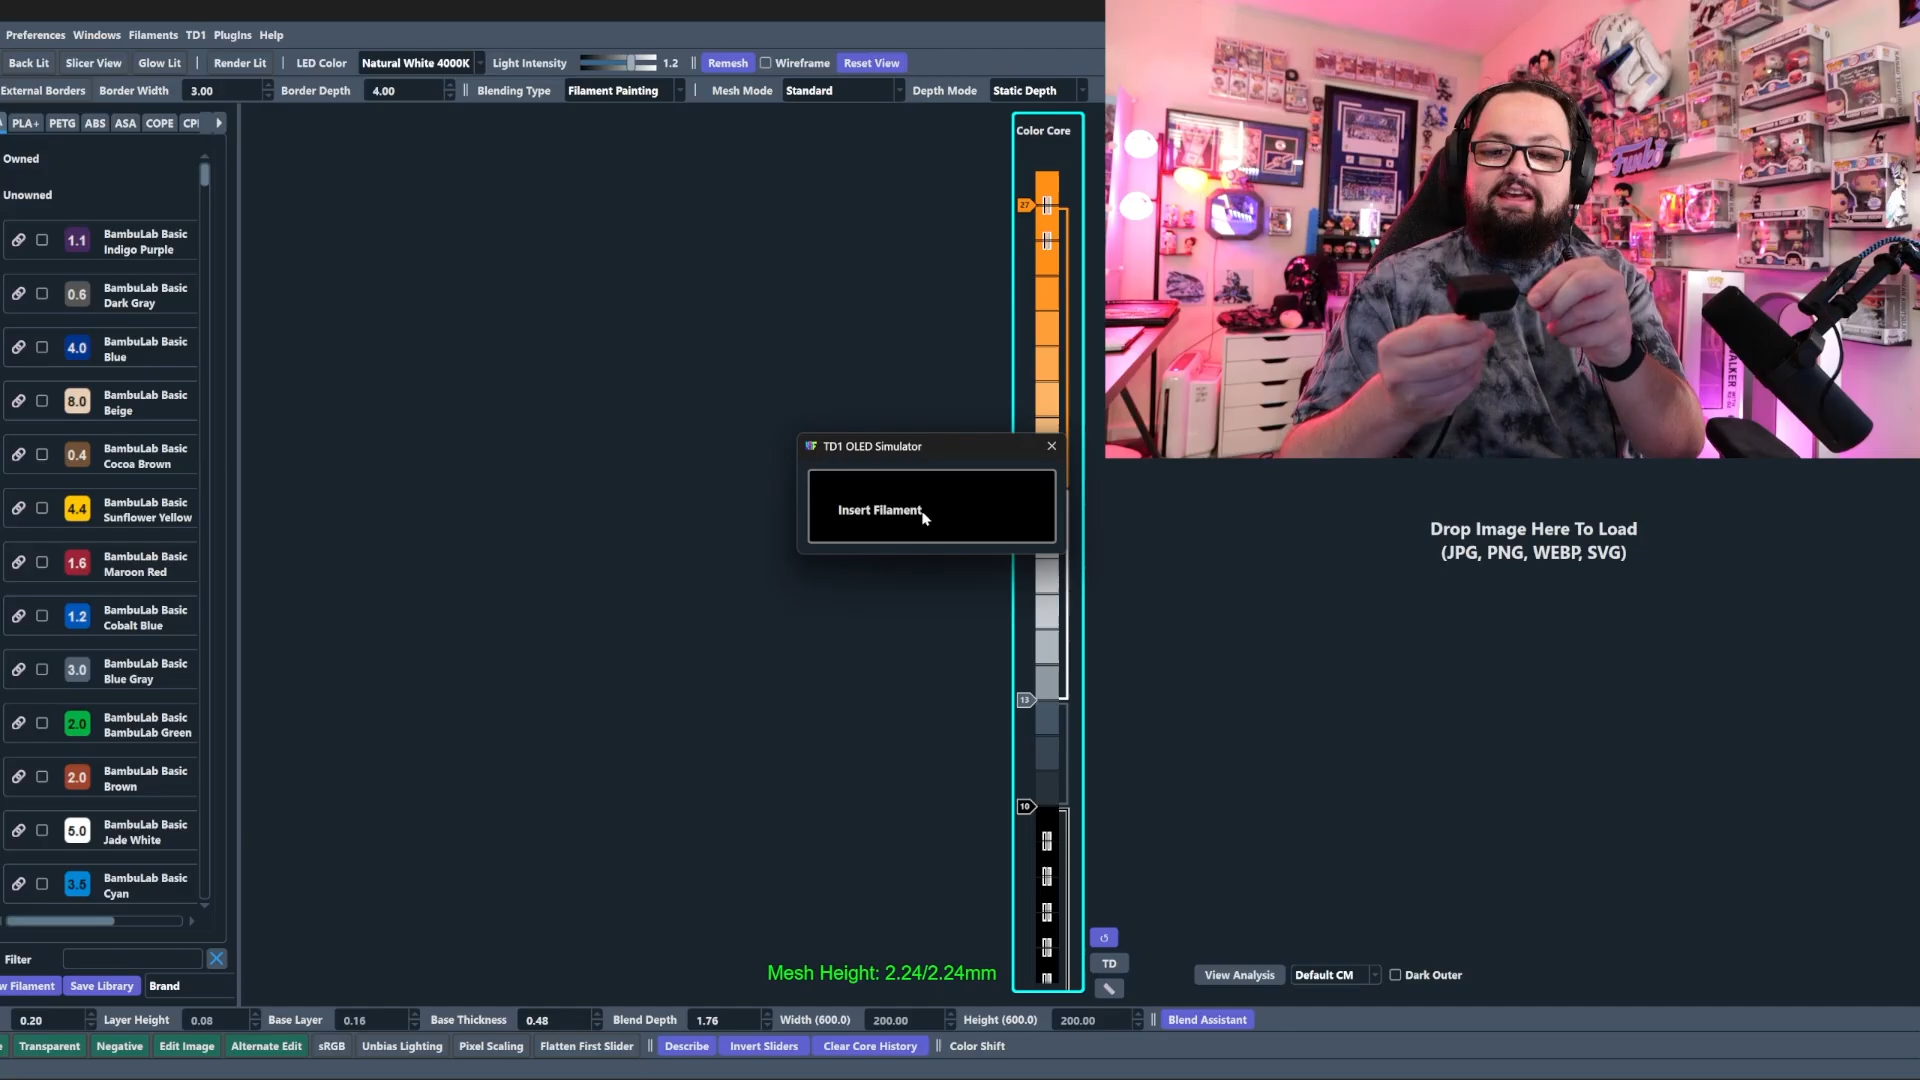 Preferences Windows Filaments TD1 PlugIns Help
Back Lit Slicer View Glow Lit | Render Lit | LED Color Natural White 4000K Light Intensity 1.2 || Remesh Wireframe Reset View
External Borders Border Width 3.00 Border Depth 4.00 || Blending Type Filament Painting | Mesh Mode Standard Depth Mode Static Depth
PLA+ PETG ABS ASA COPE CPI
Color Core
Owned
Unowned
27
1.1 BambuLab Basic
Indigo Purple
0.6 BambuLab Basic
Dark Gray
4.0 BambuLab Basic
Blue
8.0 BambuLab Basic
Beige
0.4 BambuLab Basic
Cocoa Brown
4.4 BambuLab Basic
Sunflower Yellow
1.6 BambuLab Basic
Maroon Red
1.2 BambuLab Basic
Cobalt Blue
3.0 BambuLab Basic
Blue Gray
2.0 BambuLab Basic
BambuLab Green
2.0 BambuLab Basic
Brown
5.0 BambuLab Basic
Jade White
3.5 BambuLab Basic
Cyan
TD1 OLED Simulator
Insert Filament
13
10
Funko
Drop Image Here To Load
(JPG, PNG, WEBP, SVG)
Mesh Height: 2.24/2.24mm
TD
View Analysis Default CM Dark Outer
Filter
w Filament Save Library Brand
0.20 Layer Height 0.08 Base Layer 0.16 Base Thickness 0.48 Blend Depth 1.76 Width (600.0) 200.00 Height (600.0) 200.00 || Blend Assistant
e Transparent Negative Edit Image Alternate Edit sRGB Unbias Lighting Pixel Scaling Flatten First Slider || Describe Invert Sliders Clear Core History || Color Shift